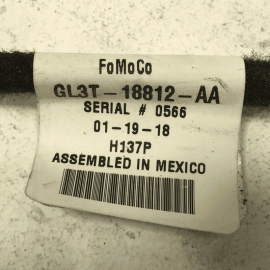 FoMoCo
GL3T-18812-AA
SERIAL # 0566
01-19-18
H137P
ASSEMBLED IN MEXICO